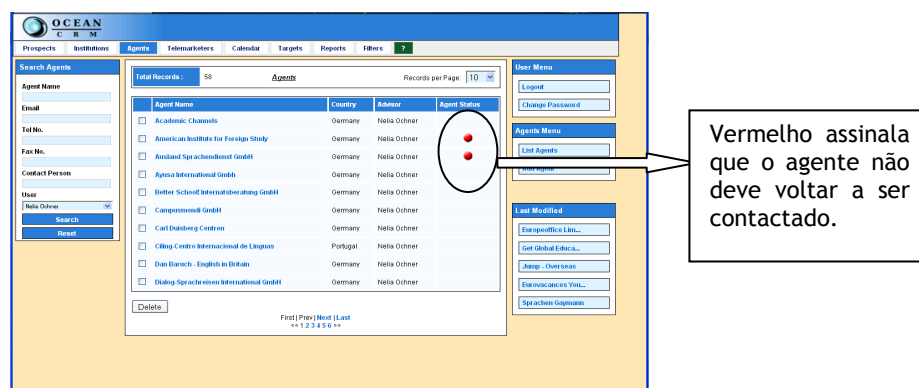 OCEAN
CRM
Prospects Institutions Agents Telemarketers Calendar Targets Reports Filters ?
Search Agents
Agent Name
Email
Tel No.
Fax No.
Contact Person
User
Nelia Ochner
Search
Reset
Total Records : 58 Agents Records per Page: 10
Agent Name Country Advisor Agent Status
Academic Channels Germany Nelia Ochner
American Institute for Foreign Study Germany Nelia Ochner
Ausland Sprachendienst GmbH Germany Nelia Ochner
Ayusa International Gmbh Germany Nelia Ochner
Better School! Internatsberatung GmbH Germany Nelia Ochner
Campusmondi GmbH Germany Nelia Ochner
Carl Duisberg Centren Germany Nelia Ochner
Ciling-Centro Internacional de Linguas Portugal Nelia Ochner
Dan Baruch - English in Britain Germany Nelia Ochner
Dialog-Sprachreisen International GmbH Germany Nelia Ochner
Delete
First | Prev | Next | Last
<< 1 2 3 4 5 6 >>
User Menu
Logout
Change Password
Agents Menu
List Agents
Add Agent
Last Modified
Europeoffice Lim...
Get Global Educa...
Jump - Overseas
Eurovacances You...
Sprachen Gaymann
Vermelho assinala
que o agente não
deve voltar a ser
contactado.